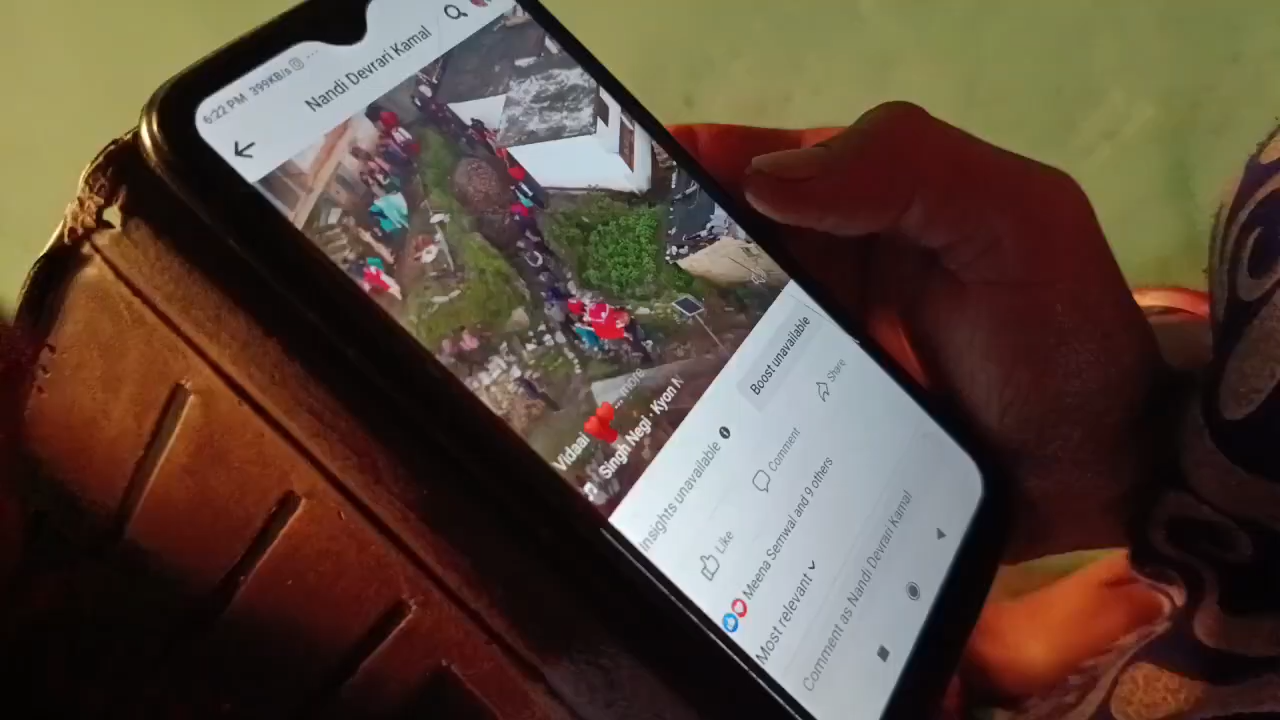 6:22 PM 399KB/s
Nandi Devrari Kamal
Vidaai ... more
Singh Negi · Kyon N
Insights unavailable
Boost unavailable
Like
Comment
Share
Meena Semwal and 9 others
Most relevant
Comment as Nandi Devrari Kamal